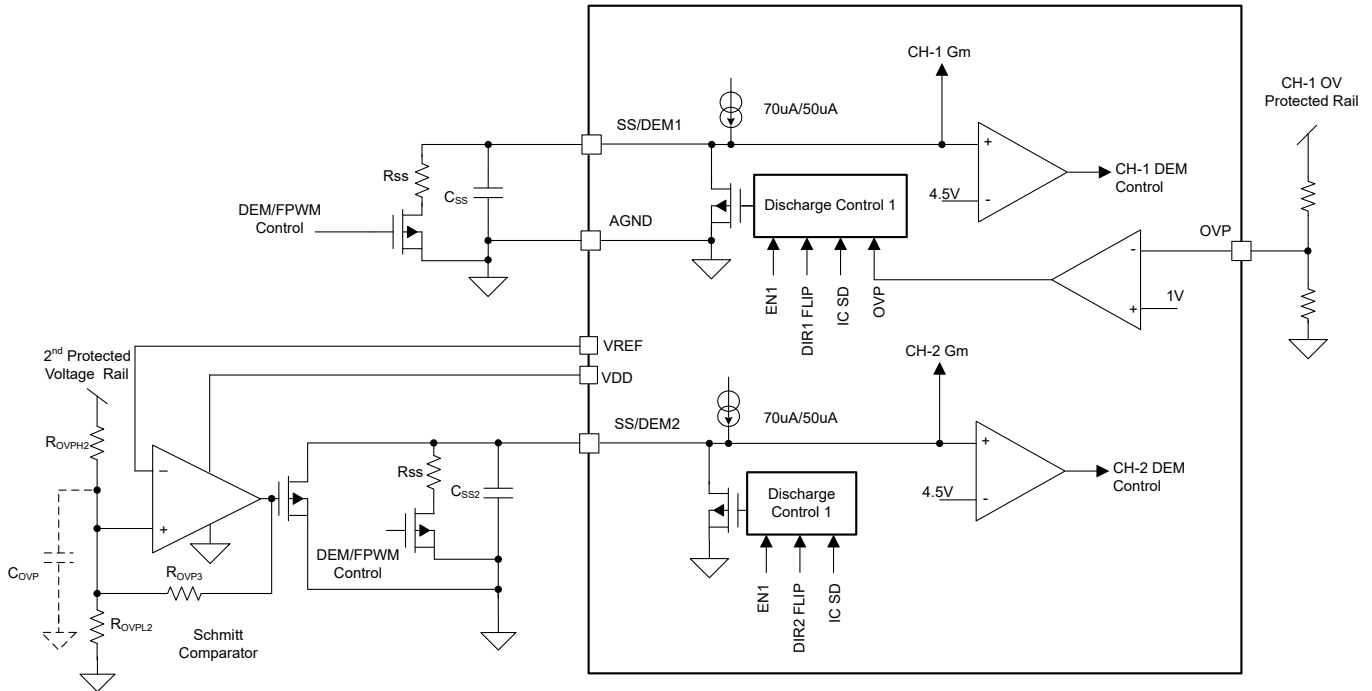 CH-1 Gm
CH-1 OV
Protected Rail
70uA/50uA
SS/DEM1
+
4.5V
-
CH-1 DEM
Control
Rss
CSS
DEM/FPWM
Control
AGND
Discharge Control 1
OVP
EN1
DIR1 FLIP
IC SD
OVP
-
+
1V
2nd Protected
Voltage Rail
VREF
VDD
CH-2 Gm
70uA/50uA
SS/DEM2
+
4.5V
-
CH-2 DEM
Control
ROVPH2
−
+
Rss
CSS2
DEM/FPWM
Control
Discharge
Control 1
EN1
DIR2 FLIP
IC SD
COVP
ROVP3
ROVPL2
Schmitt
Comparator